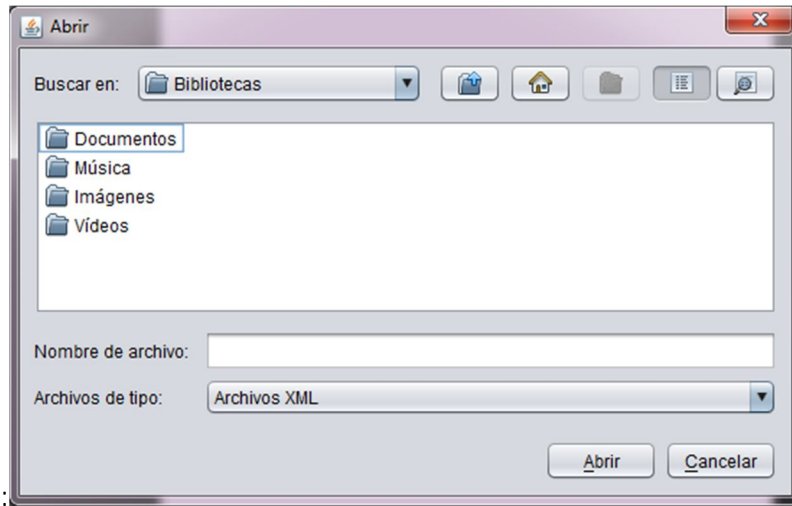 Abrir
Buscar en: Bibliotecas
Documentos
Música
Imágenes
Vídeos
Nombre de archivo:
Archivos de tipo: Archivos XML
Abrir Cancelar
: